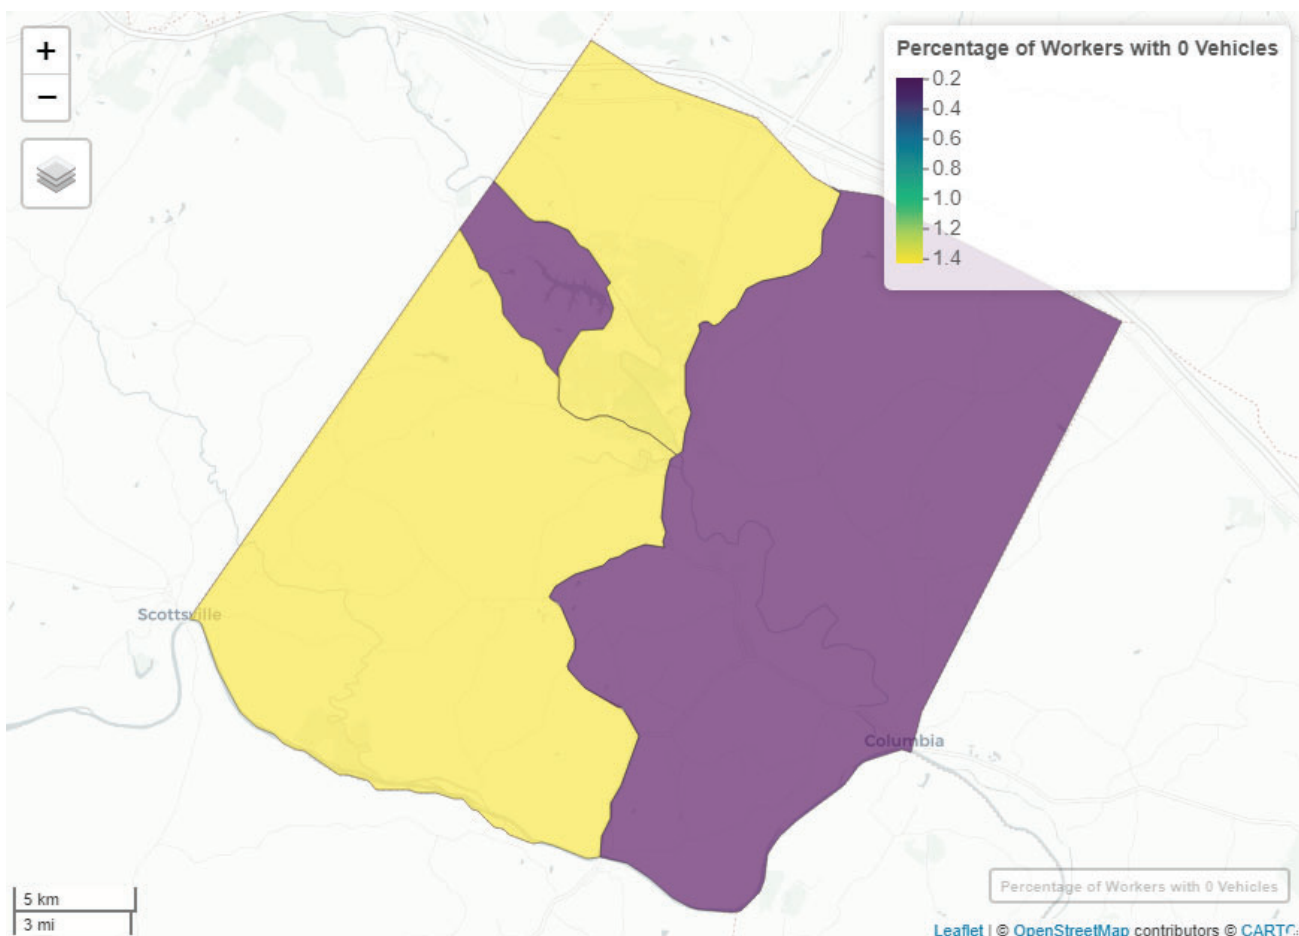 +
−
Percentage of Workers with 0 Vehicles
0.2
0.4
0.6
0.8
1.0
1.2
1.4
Scottsville
Columbia
5 km
3 mi
Percentage of Workers with 0 Vehicles
Leaflet | © OpenStreetMap contributors © CARTO